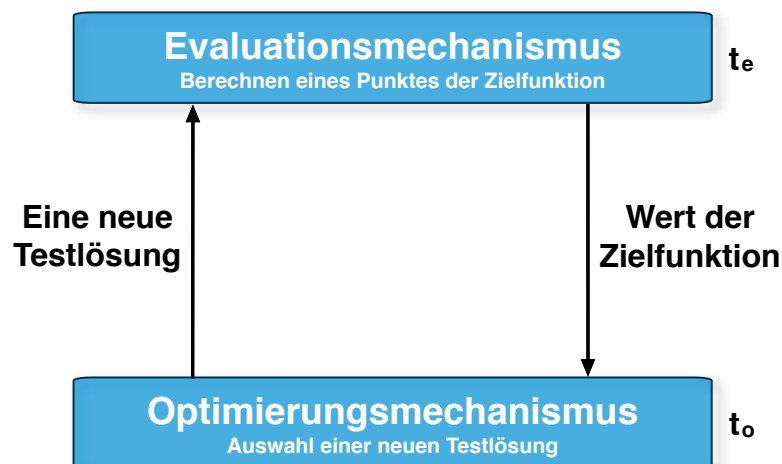 Evaluationsmechanismus
Berechnen eines Punktes der Zielfunktion
te
Eine neue
Testlösung
Wert der
Zielfunktion
Optimierungsmechanismus
Auswahl einer neuen Testlösung
to